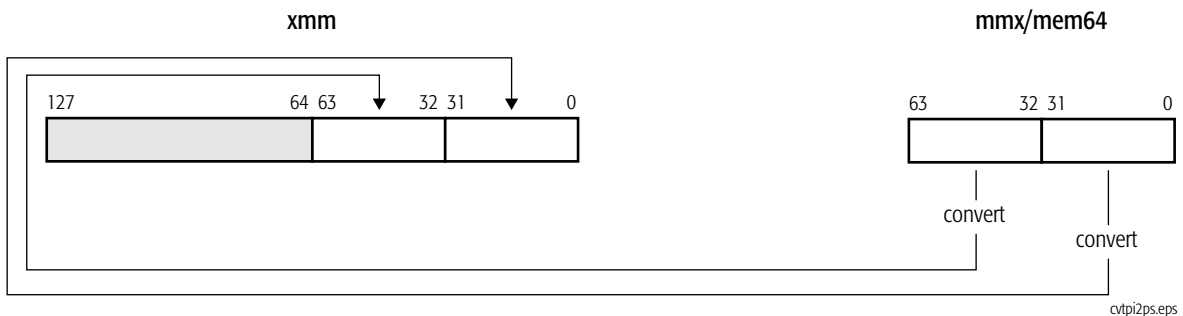 xmm mmx/mem64
127 64 63 32 31 0 63 32 31 0
convert
convert
cvtpi2ps.eps